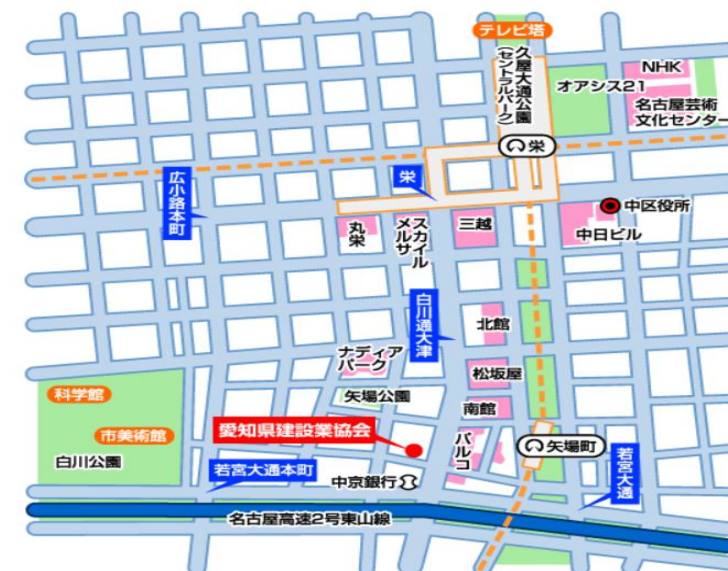 テレビ塔
久屋大通公園
(セントラルパーク)
NHK
オアシス21
名古屋芸術
文化センター
栄
広小路本町
栄
中区役所
丸栄
スカイル
メルサ
三越
中日ビル
白川通大津
北館
ナディア
パーク
松坂屋
科学館
矢場公園
南館
愛知県建設業協会
市美術館
パルコ
矢場町
白川公園
若宮大通本町
中京銀行
若宮大通
名古屋高速2号東山線